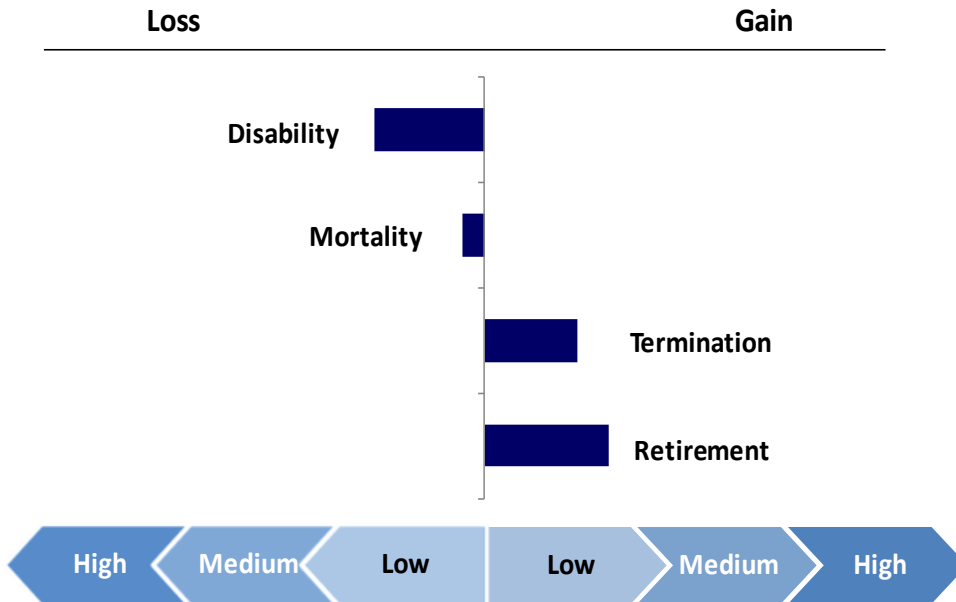 Loss Gain
Disability
Mortality
Termination
Retirement
High Medium Low Low Medium High